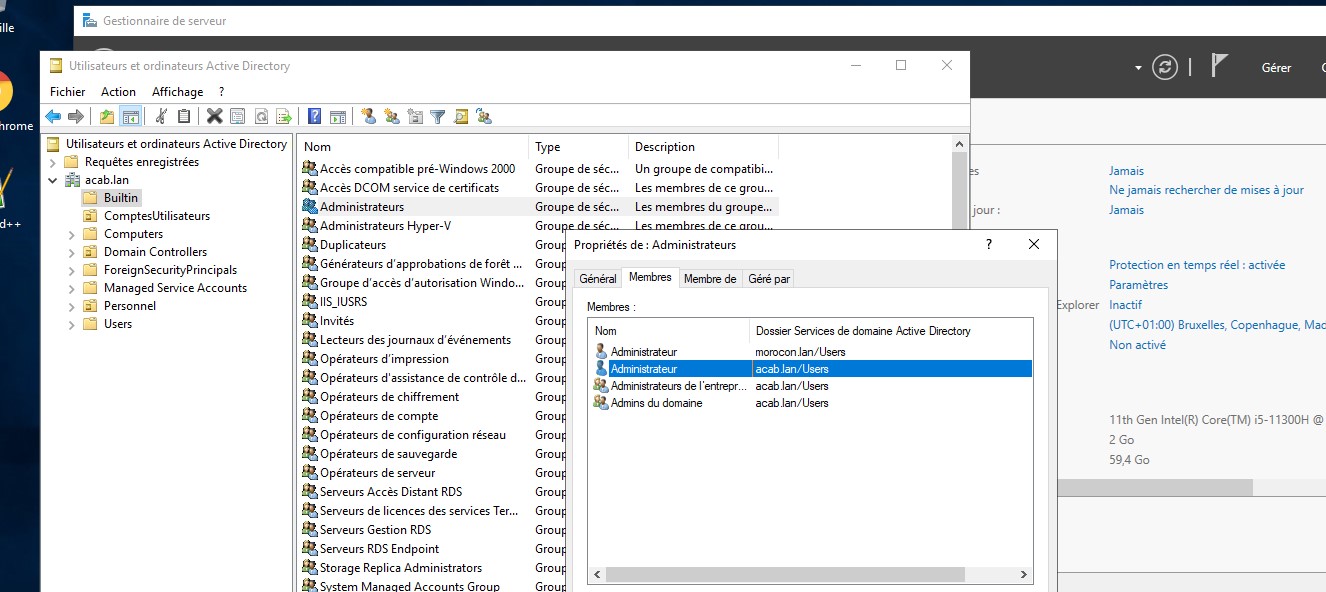 ille
hrome
d++
Gestionnaire de serveur
Gérer
Utilisateurs et ordinateurs Active Directory
Fichier Action Affichage ?
Utilisateurs et ordinateurs Active Directory
Requêtes enregistrées
acab.lan
Builtin
ComptesUtilisateurs
Computers
Domain Controllers
ForeignSecurityPrincipals
Managed Service Accounts
Personnel
Users
Nom Type Description
Accès compatible pré-Windows 2000 Groupe de séc... Un groupe de compatibi...
Accès DCOM service de certificats Groupe de séc... Les membres de ce grou...
Administrateurs Groupe de séc... Les membres du groupe...
Administrateurs Hyper-V Groupe de séc... Les membres de ce grou...
Duplicateurs Group
Générateurs d'approbations de forêt ... Group
Groupe d'accès d'autorisation Windo... Group
IIS_IUSRS Group
Invités Group
Lecteurs des journaux d'événements Group
Opérateurs d'impression Group
Opérateurs d'assistance de contrôle d... Group
Opérateurs de chiffrement Group
Opérateurs de compte Group
Opérateurs de configuration réseau Group
Opérateurs de sauvegarde Group
Opérateurs de serveur Group
Serveurs Accès Distant RDS Group
Serveurs de licences des services Ter... Group
Serveurs Gestion RDS Group
Serveurs RDS Endpoint Group
Storage Replica Administrators Group
System Managed Accounts Group Group
Propriétés de : Administrateurs ?
Général Membres Membre de Géré par
Membres :
Nom Dossier Services de domaine Active Directory
Administrateur morocon.lan/Users
Administrateur acab.lan/Users
Administrateurs de l'entrepr... acab.lan/Users
Admins du domaine acab.lan/Users
es Jamais
Ne jamais rechercher de mises à jour
jour : Jamais
Protection en temps réel : activée
Paramètres
Explorer Inactif
(UTC+01:00) Bruxelles, Copenhague, Mad
Non activé
11th Gen Intel(R) Core(TM) i5-11300H @
2 Go
59,4 Go